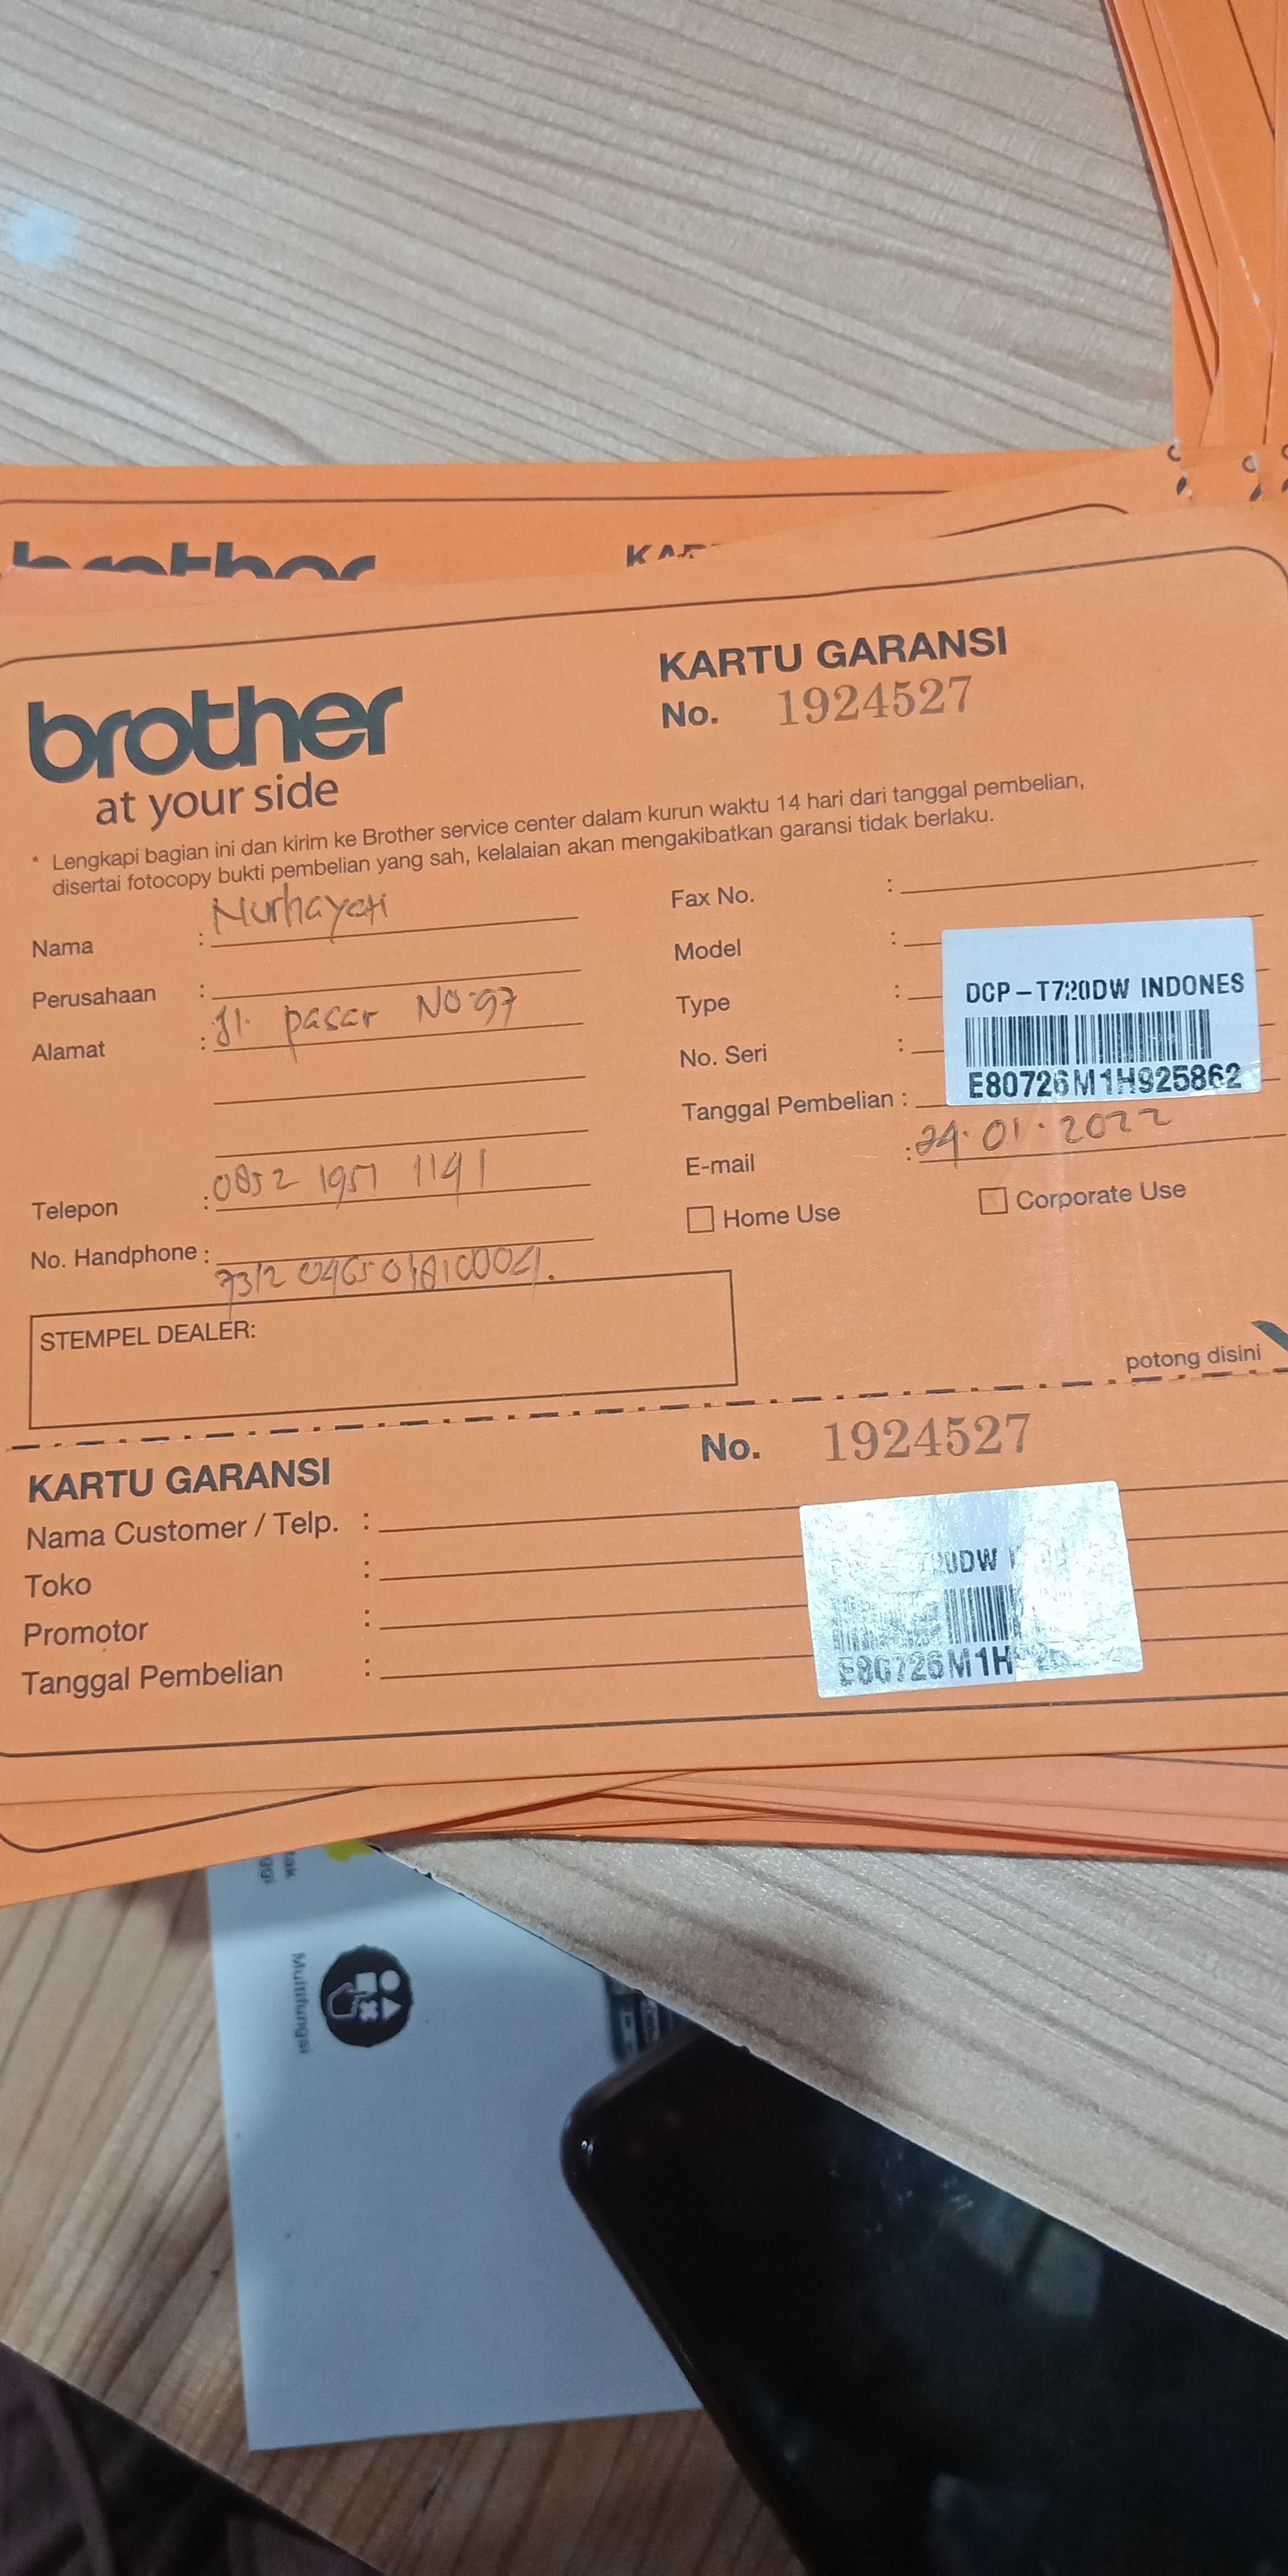 brother
brother
at your side
KARTU GARANSI
No. 1924527
* Lengkapi bagian ini dan kirim ke Brother service center dalam kurun waktu 14 hari dari tanggal pembelian,
disertai fotocopy bukti pembelian yang sah, kelalaian akan mengakibatkan garansi tidak berlaku.
Nama : Nurhayati
Perusahaan :
Alamat : Jl. pasar NO.97
Telepon : 0852 1951 1141
No. Handphone :
Fax No. :
Model :
Type :
No. Seri :
DCP-T720DW INDONES
E80726M1H925862
Tanggal Pembelian :
E-mail : 24.01.2022
Home Use
Corporate Use
STEMPEL DEALER:
potong disini
KARTU GARANSI
No. 1924527
Nama Customer / Telp. :
Toko :
Promotor :
Tanggal Pembelian :
E80726M1H
Multifungsi